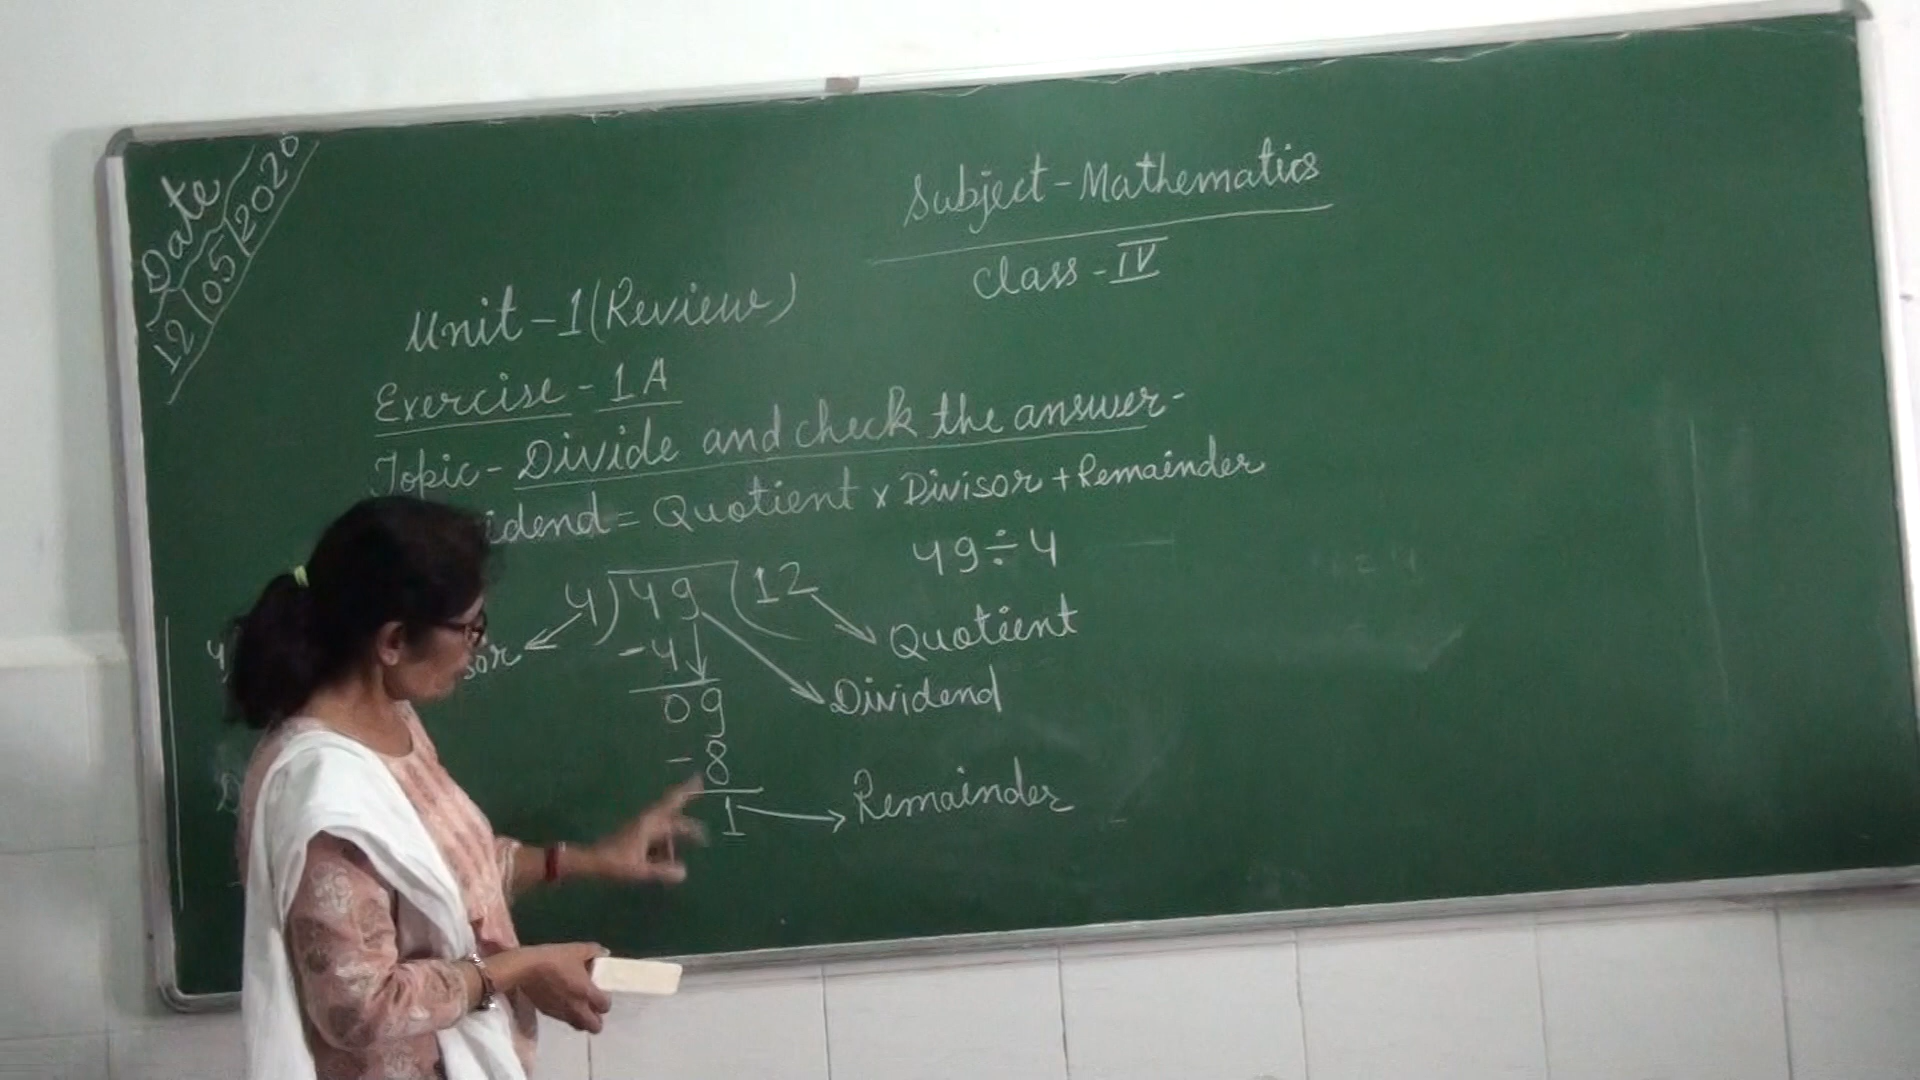 Date
12/05/2020
Subject-Mathematics
Class-IV
Unit-1(Review)
Exercise-1A
Topic-Divide and check the answer-
idend=Quotient x Divisor+Remainder
49÷4
4)49(12
Quotient
sor
-4
Dividend
09
-8
1
Remainder